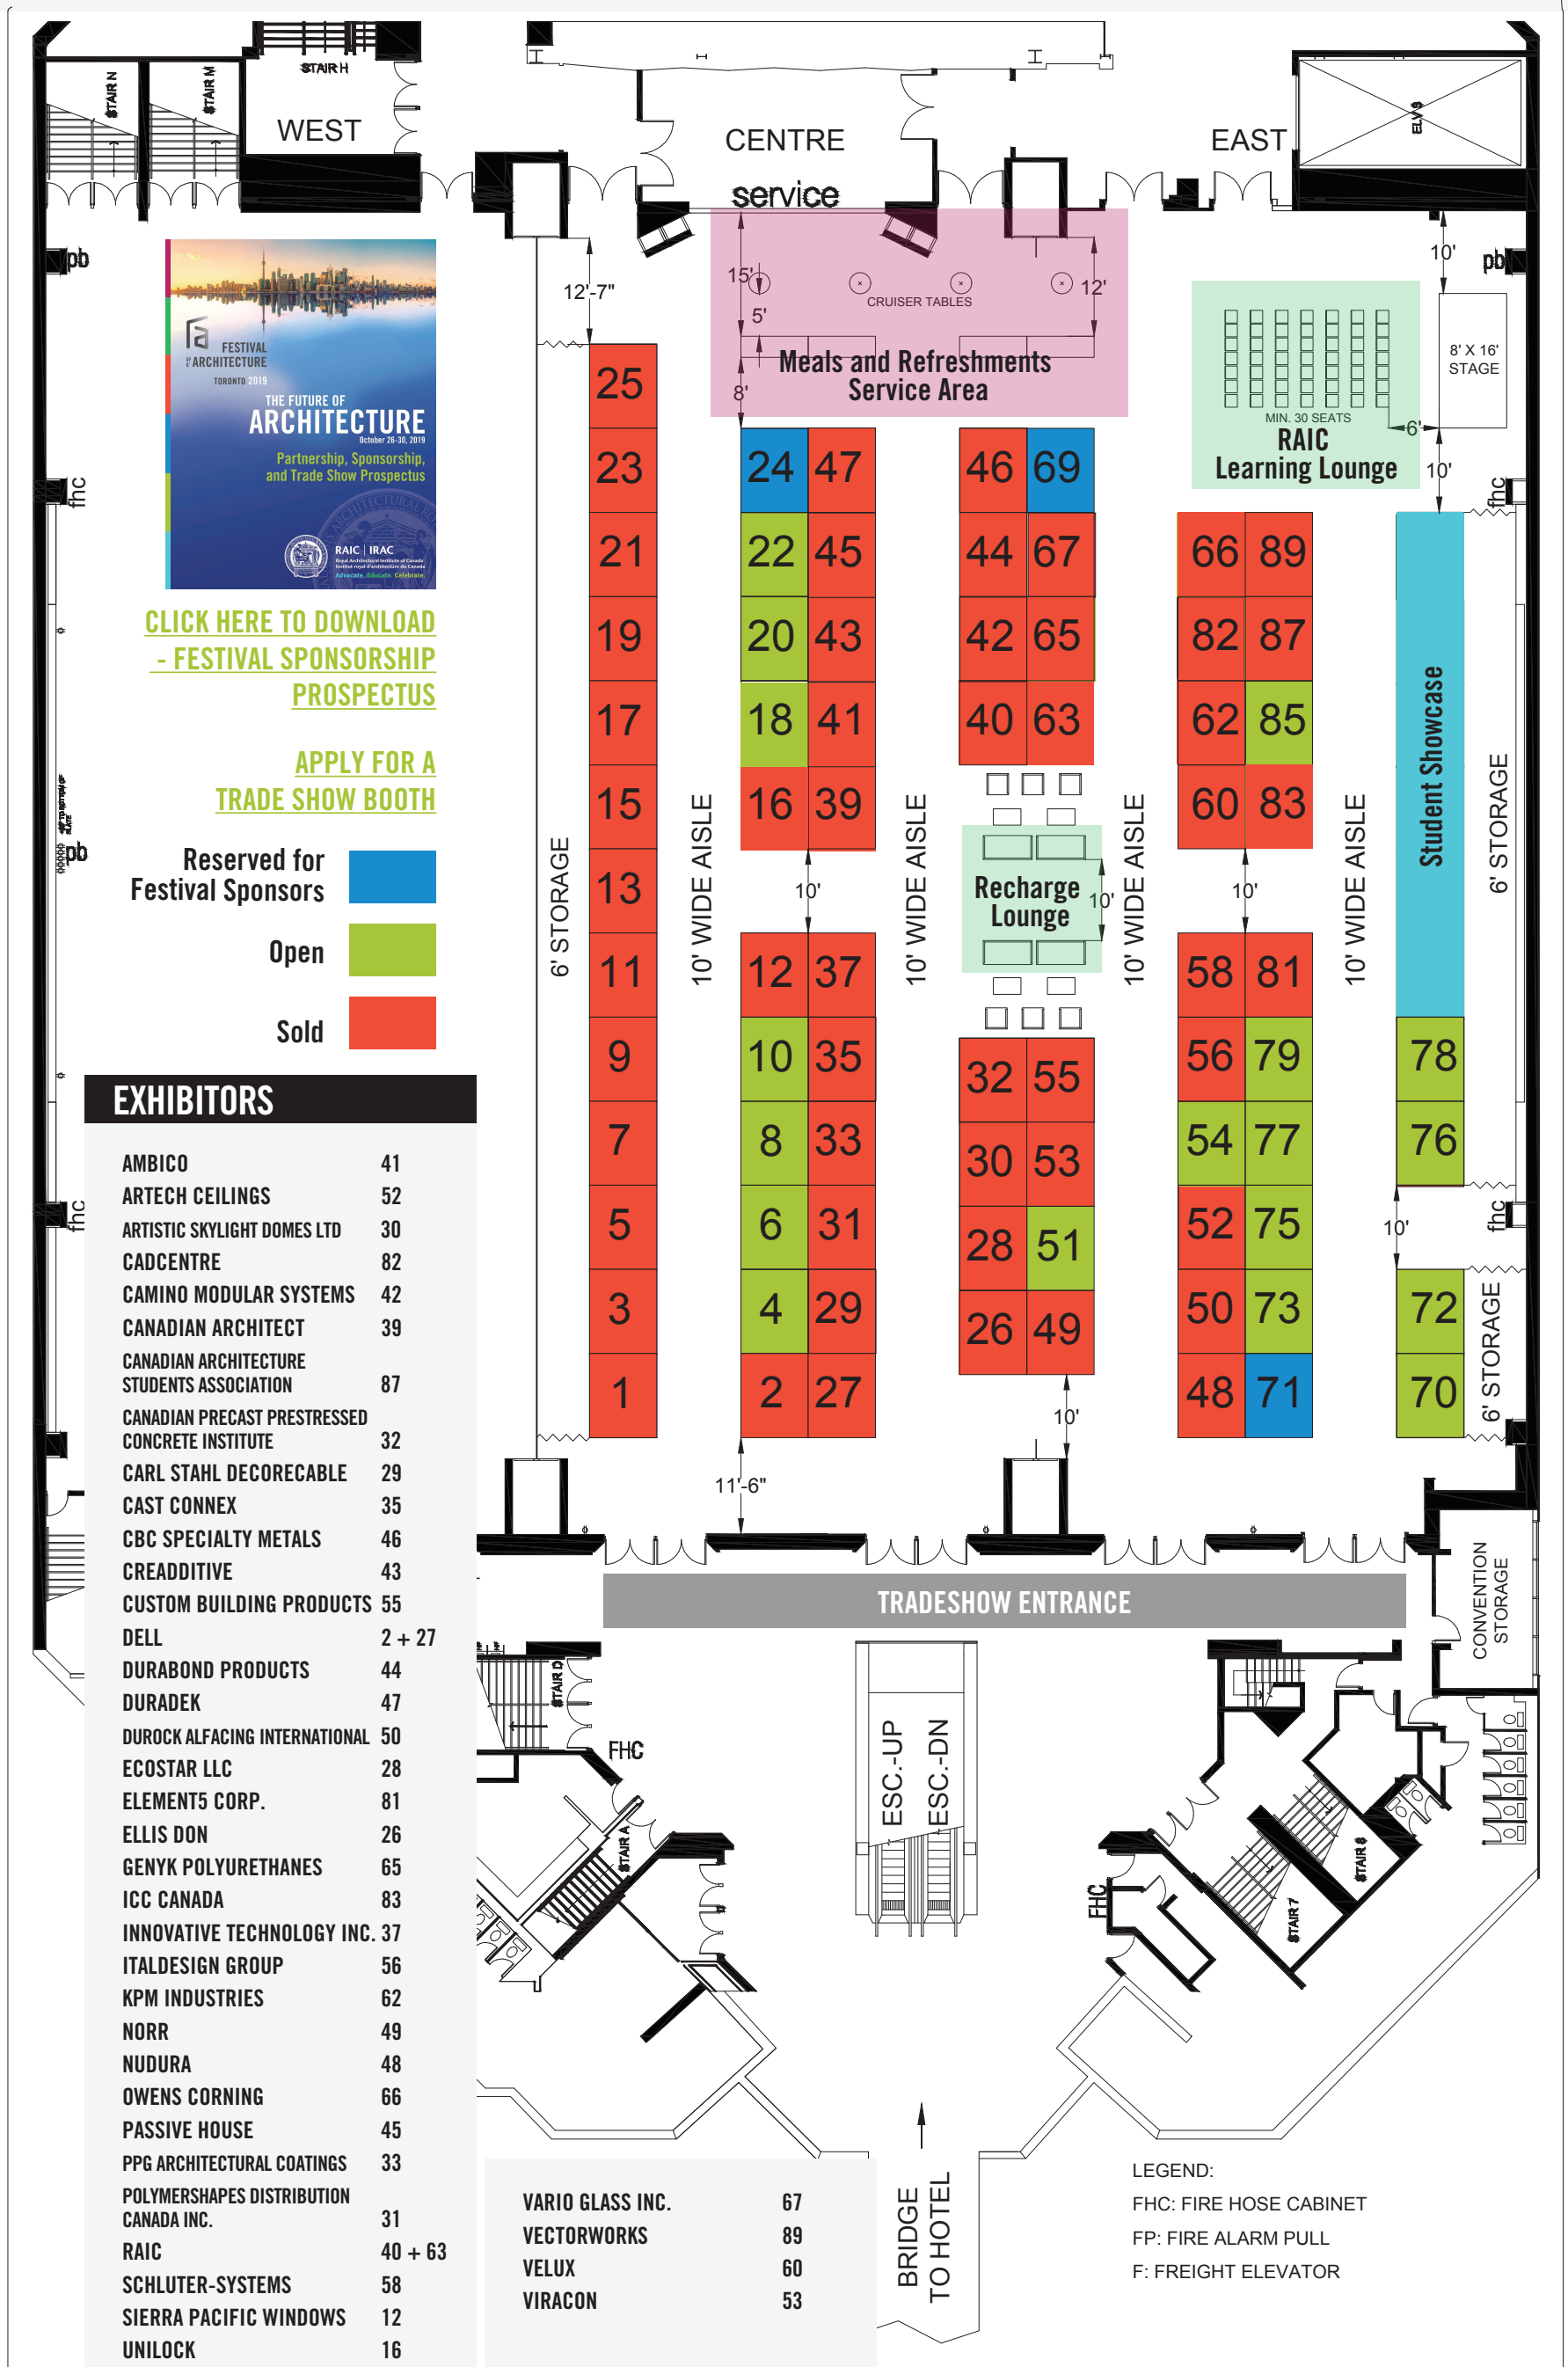 STAIR N
STAIR M
STAIR H
WEST
CENTRE
EAST
ELV 9
service
pb
pb
12'-7"
15'
5'
12'
8'
CRUISER TABLES
Meals and Refreshments
Service Area
10'
8' X 16'
STAGE
MIN. 30 SEATS
6'
10'
RAIC
Learning Lounge
FESTIVAL
OF ARCHITECTURE
TORONTO 2019
THE FUTURE OF
ARCHITECTURE
October 26-30, 2019
Partnership, Sponsorship,
and Trade Show Prospectus
RAIC | IRAC
Royal Architectural Institute of Canada
Institut royal d'architecture du Canada
Advocate. Educate. Celebrate.
fhc
fhc
CLICK HERE TO DOWNLOAD
- FESTIVAL SPONSORSHIP
PROSPECTUS
APPLY FOR A
TRADE SHOW BOOTH
pb
Reserved for
Festival Sponsors
Open
Sold
25
23
21
19
17
15
13
11
9
7
5
3
1
24 47
22 45
20 43
18 41
16 39
10'
12 37
10 35
8 33
6 31
4 29
2 27
46 69
44 67
42 65
40 63
Recharge
Lounge
10'
32 55
30 53
28 51
26 49
66 89
82 87
62 85
60 83
10'
58 81
56 79
54 77
52 75
50 73
48 71
Student Showcase
78
76
10'
72
70
6' STORAGE
10' WIDE AISLE
10' WIDE AISLE
10' WIDE AISLE
10' WIDE AISLE
6' STORAGE
6' STORAGE
fhc
fhc
10'
11'-6"
TRADESHOW ENTRANCE
CONVENTION
STORAGE
STAIR D
FHC
STAIR A
ESC.-UP
ESC.-DN
FHC
STAIR 8
STAIR 7
BRIDGE
TO HOTEL
EXHIBITORS
AMBICO 41
ARTECH CEILINGS 52
ARTISTIC SKYLIGHT DOMES LTD 30
CADCENTRE 82
CAMINO MODULAR SYSTEMS 42
CANADIAN ARCHITECT 39
CANADIAN ARCHITECTURE
STUDENTS ASSOCIATION 87
CANADIAN PRECAST PRESTRESSED
CONCRETE INSTITUTE 32
CARL STAHL DECORECABLE 29
CAST CONNEX 35
CBC SPECIALTY METALS 46
CREADDITIVE 43
CUSTOM BUILDING PRODUCTS 55
DELL 2 + 27
DURABOND PRODUCTS 44
DURADEK 47
DUROCK ALFACING INTERNATIONAL 50
ECOSTAR LLC 28
ELEMENT5 CORP. 81
ELLIS DON 26
GENYK POLYURETHANES 65
ICC CANADA 83
INNOVATIVE TECHNOLOGY INC. 37
ITALDESIGN GROUP 56
KPM INDUSTRIES 62
NORR 49
NUDURA 48
OWENS CORNING 66
PASSIVE HOUSE 45
PPG ARCHITECTURAL COATINGS 33
POLYMERSHAPES DISTRIBUTION
CANADA INC. 31
RAIC 40 + 63
SCHLUTER-SYSTEMS 58
SIERRA PACIFIC WINDOWS 12
UNILOCK 16
VARIO GLASS INC. 67
VECTORWORKS 89
VELUX 60
VIRACON 53
LEGEND:
FHC: FIRE HOSE CABINET
FP: FIRE ALARM PULL
F: FREIGHT ELEVATOR